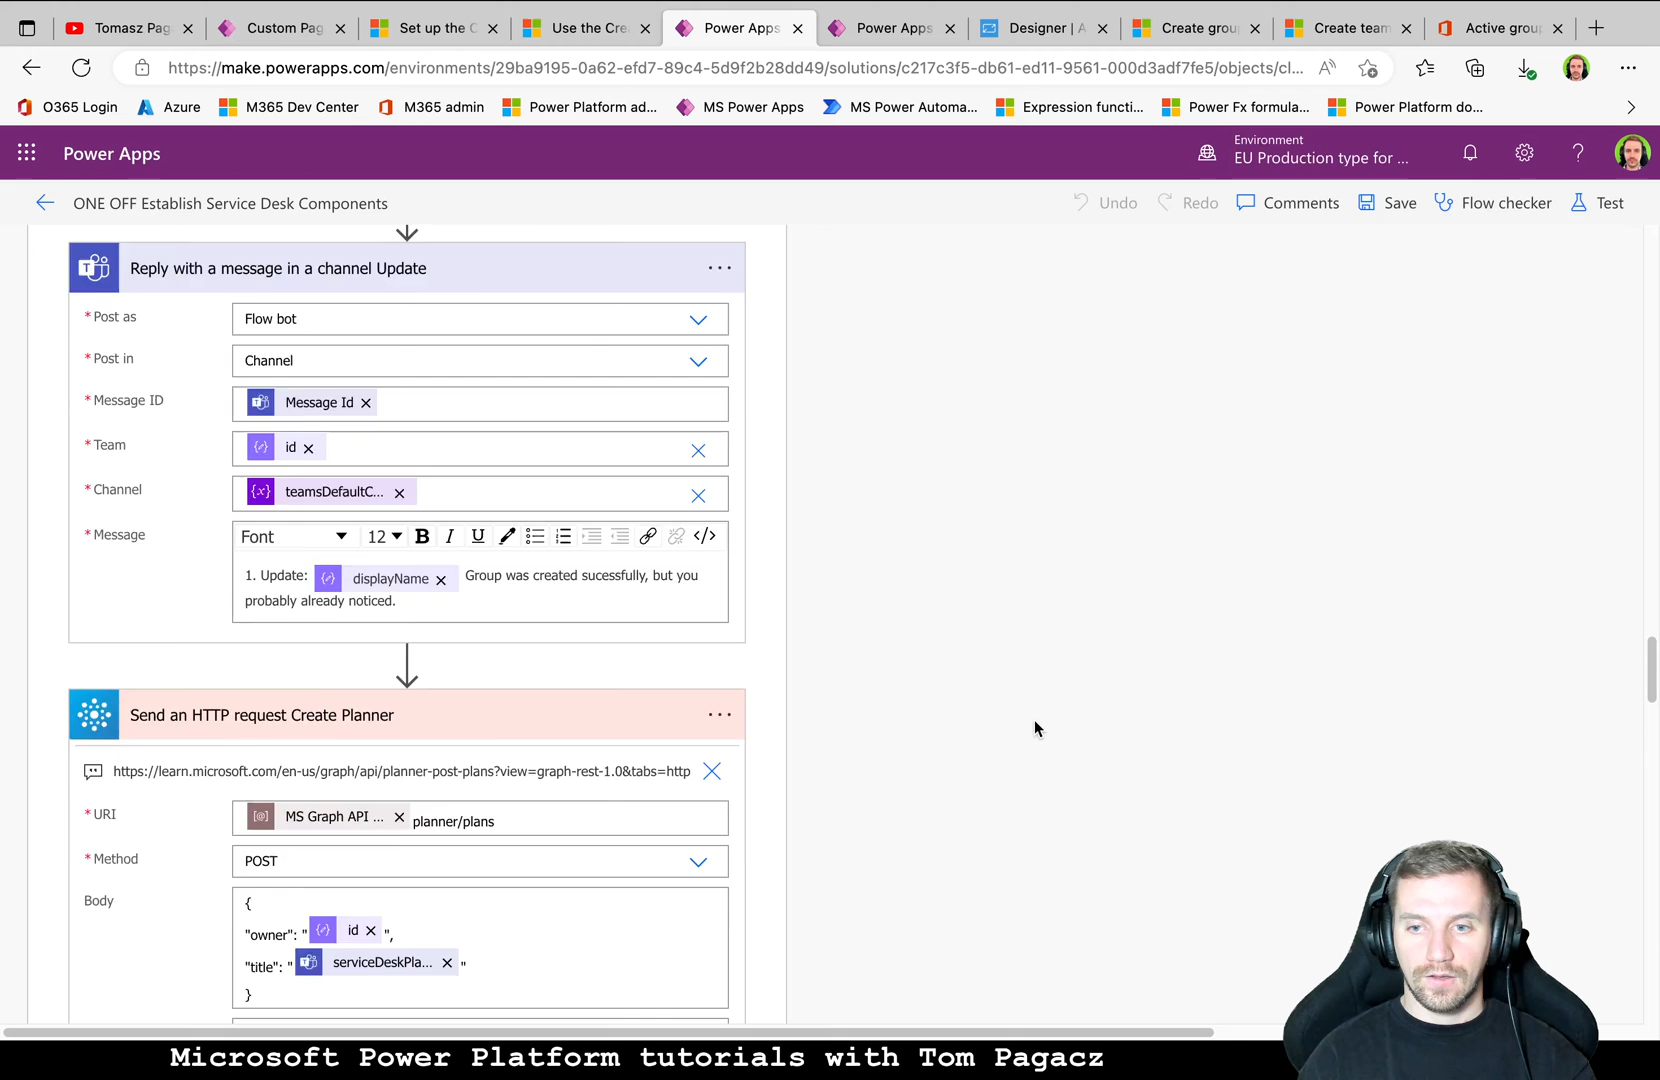 Tomasz Pag
Custom Pag
Set up the C
Use the Cre
Power Apps
Power Apps
Designer | A
Create grou
Create team
Active grou
https://make.powerapps.com/environments/29ba9195-0a62-efd7-89c4-5d9f2b28dd49/solutions/c217c3f5-db61-ed11-9561-000d3adf7fe5/objects/cl...
O365 Login
Azure
M365 Dev Center
M365 admin
Power Platform ad...
MS Power Apps
MS Power Automa...
Expression functi...
Power Fx formula...
Power Platform do...
Power Apps
Environment
EU Production type for ...
ONE OFF Establish Service Desk Components
Undo
Redo
Comments
Save
Flow checker
Test
Reply with a message in a channel Update
* Post as
Flow bot
* Post in
Channel
* Message ID
Message Id
* Team
id
* Channel
teamsDefaultC...
* Message
Font
12
B I U </>
1. Update: displayName Group was created sucessfully, but you
probably already noticed.
Send an HTTP request Create Planner
https://learn.microsoft.com/en-us/graph/api/planner-post-plans?view=graph-rest-1.0&tabs=http
* URI
MS Graph API ... planner/plans
* Method
POST
Body
{
"owner": " id ",
"title": " serviceDeskPla... "
}
Microsoft Power Platform tutorials with Tom Pagacz